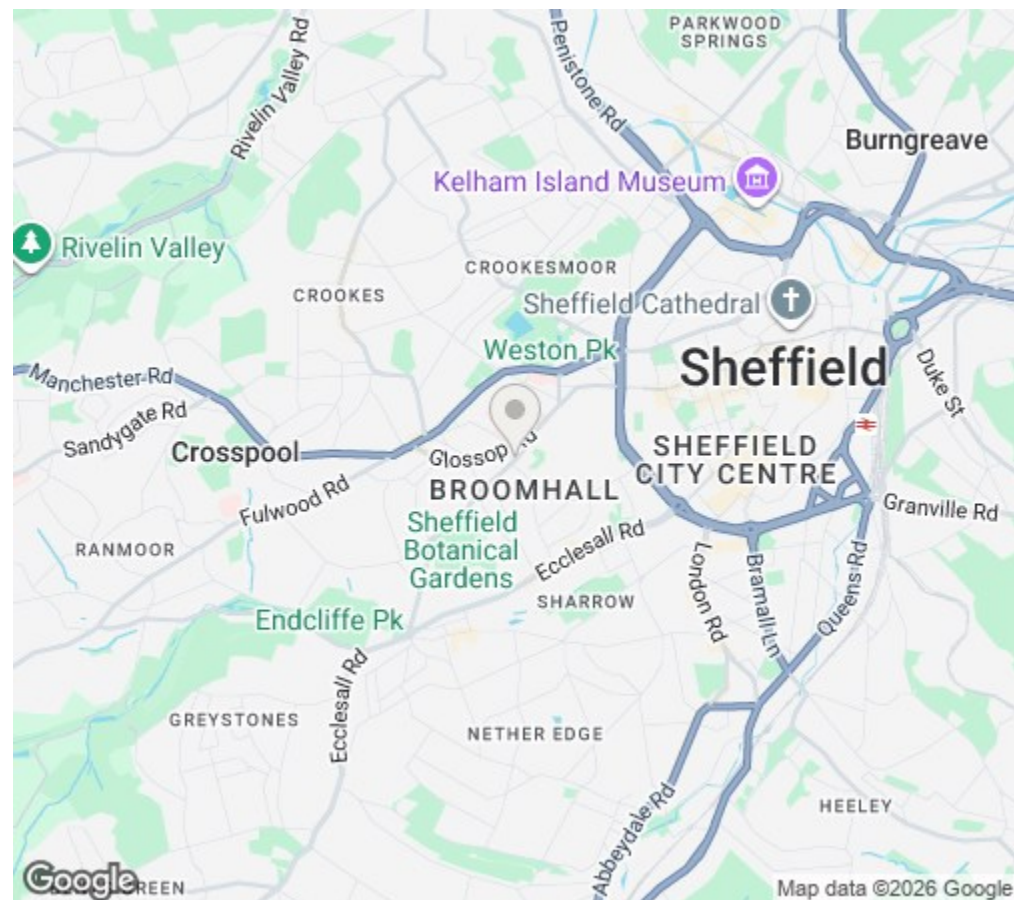 PARKWOOD
SPRINGS
Rivelin Valley Rd
Penistone Rd
Burngreave
Kelham Island Museum
Rivelin Valley
CROOKESMOOR
CROOKES
Sheffield Cathedral
Weston Pk
Sheffield
Manchester Rd
Duke St
Sandygate Rd
Crosspool
Glossop Rd
SHEFFIELD
CITY CENTRE
BROOMHALL
Fulwood Rd
Granville Rd
Sheffield
Botanical
Gardens
RANMOOR
Ecclesall Rd
London Rd
Bramall Ln
Queens Rd
SHARROW
Endcliffe Pk
Ecclesall Rd
GREYSTONES
NETHER EDGE
Abbeydale Rd
HEELEY
Google
GREEN
Map data ©2026 Google